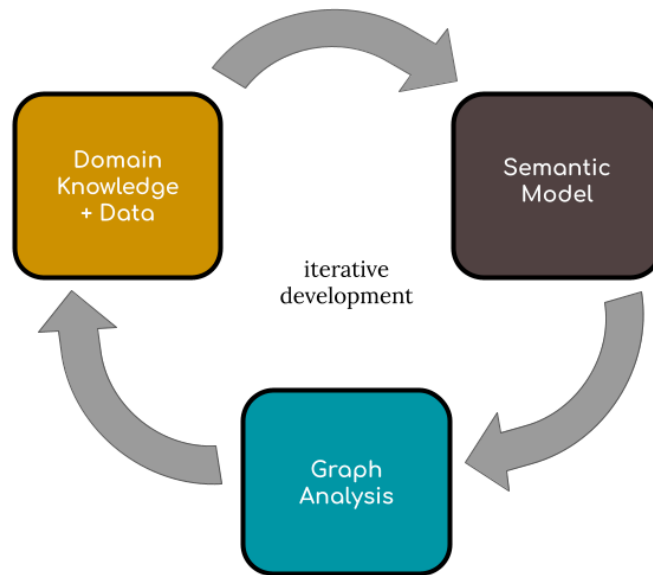 Domain
Knowledge
+ Data
Semantic
Model
iterative
development
Graph
Analysis